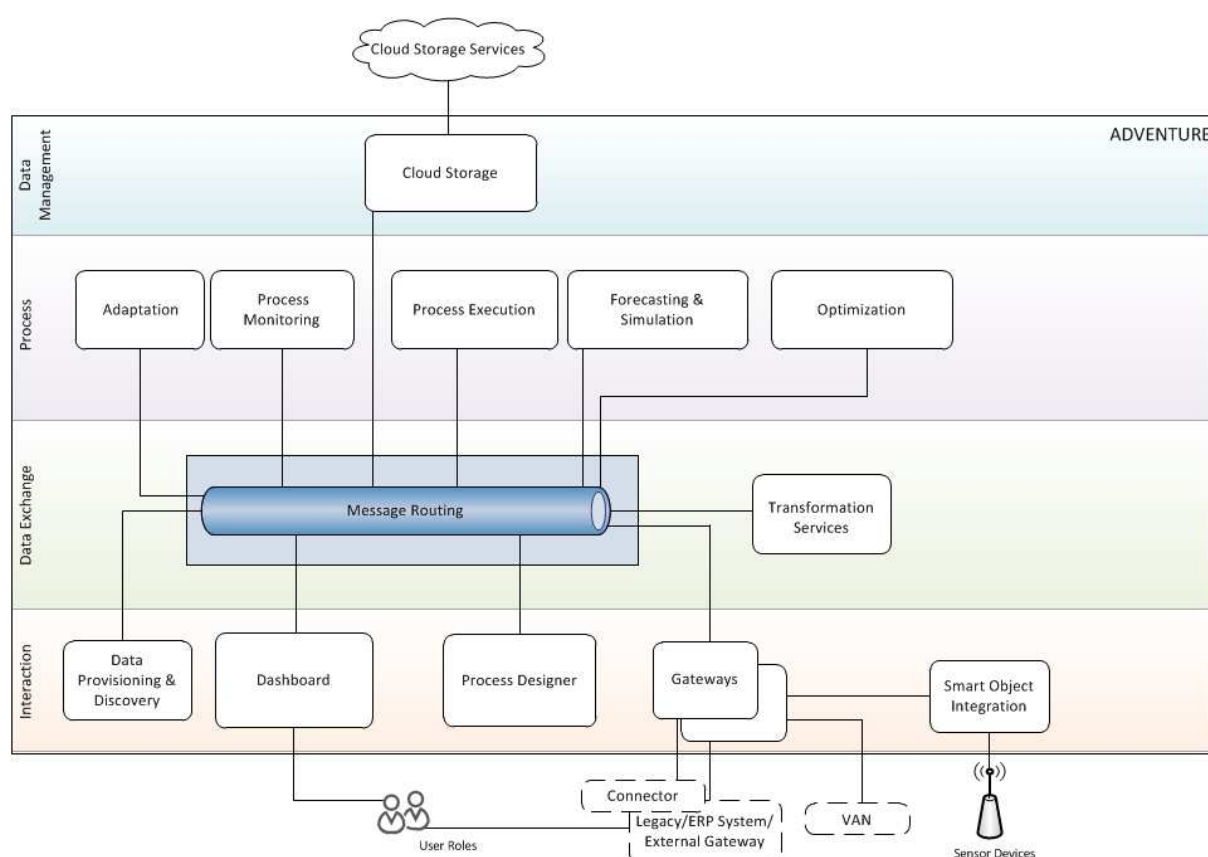 Cloud Storage Services
ADVENTURE
Data
Management
Cloud Storage
Process
Adaptation
Process
Monitoring
Process Execution
Forecasting &
Simulation
Optimization
Data Exchange
Message Routing
Transformation
Services
Interaction
Data
Provisioning &
Discovery
Dashboard
Process Designer
Gateways
Smart Object
Integration
Connector
Legacy/ERP System/
External Gateway
VAN
User Roles
Sensor Devices